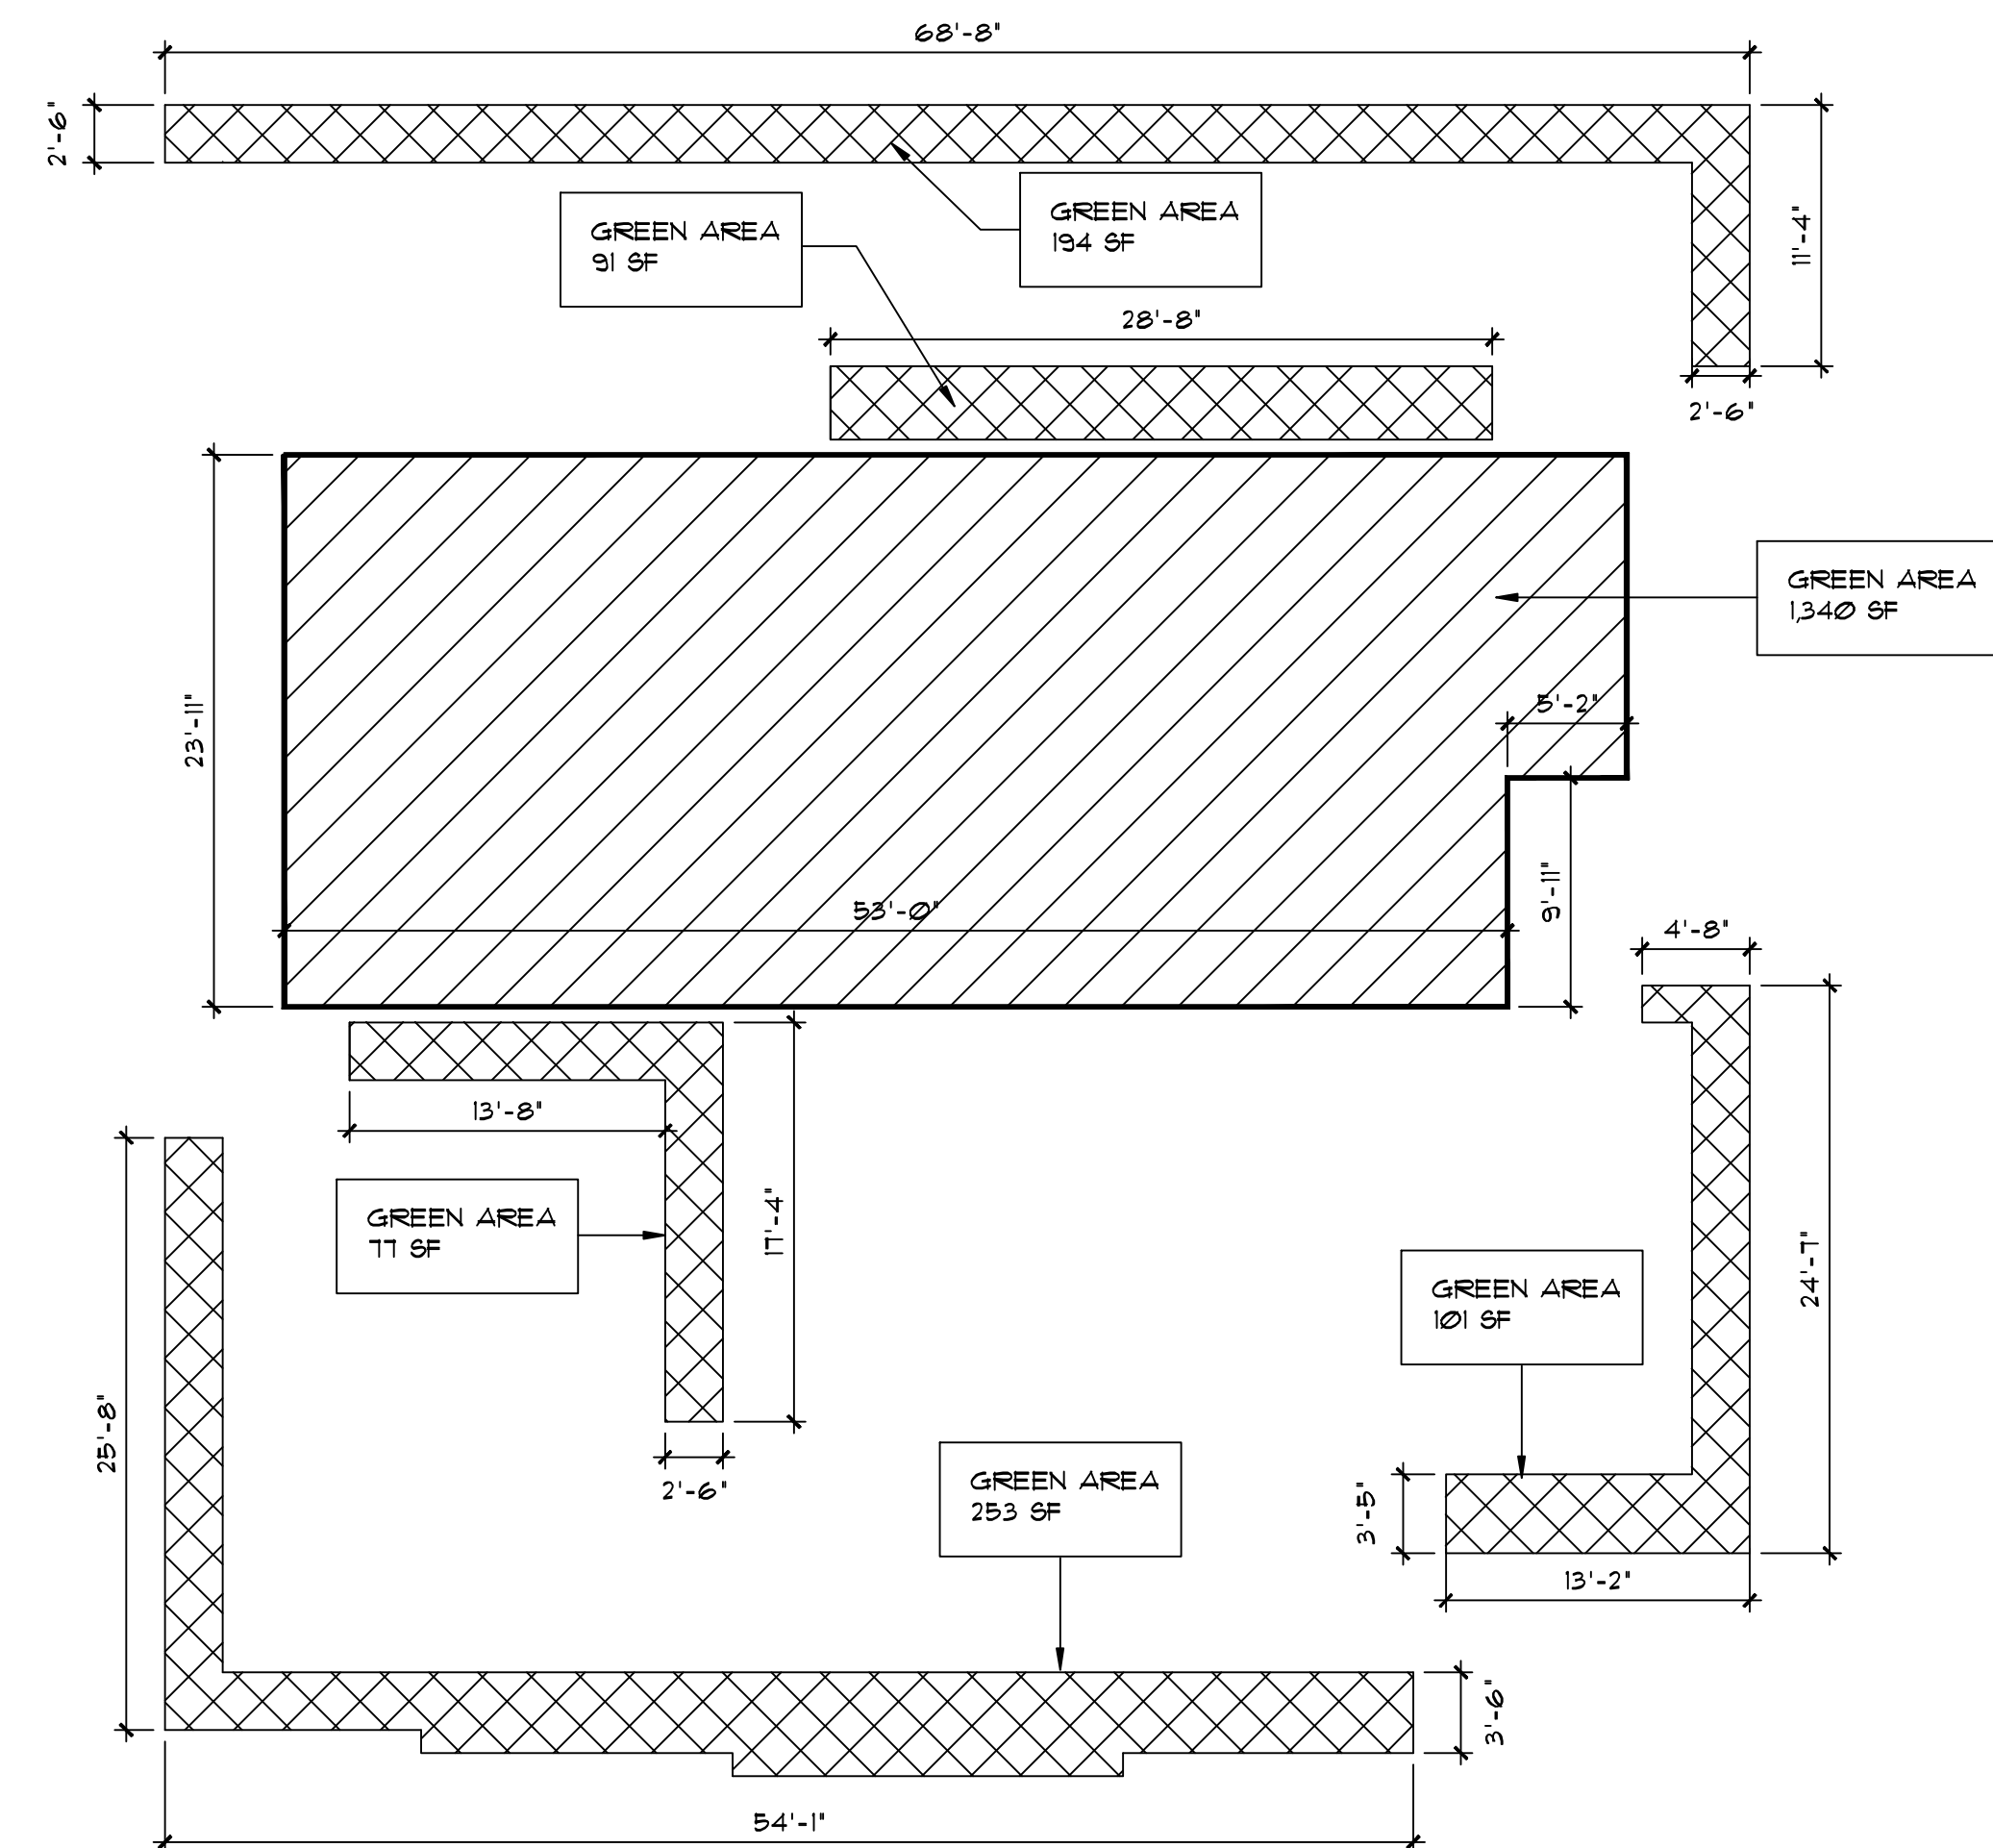 68'-8"
2'-6"
GREEN AREA
194 SF
GREEN AREA
91 SF
11'-4"
28'-8"
2'-6"
GREEN AREA
1,340 SF
5'-2"
23'-11"
9'-11"
53'-0"
4'-8"
13'-8"
GREEN AREA
77 SF
17'-4"
24'-7"
GREEN AREA
101 SF
25'-8"
2'-6"
GREEN AREA
253 SF
3'-5"
13'-2"
3'-6"
54'-1"